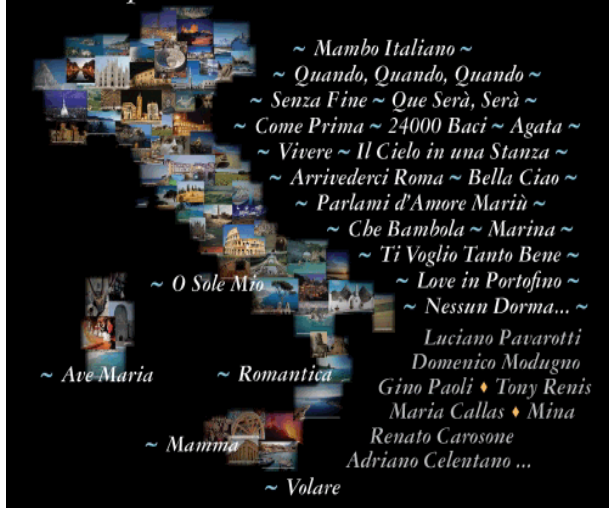 ~ Mambo Italiano ~
~ Quando, Quando, Quando ~
~ Senza Fine ~ Que Serà, Serà ~
~ Come Prima ~ 24000 Baci ~ Agata ~
~ Vivere ~ Il Cielo in una Stanza ~
~ Arrivederci Roma ~ Bella Ciao ~
~ Parlami d'Amore Mariù ~
~ Che Bambola ~ Marina ~
~ Ti Voglio Tanto Bene ~
~ O Sole Mio
~ Love in Portofino ~
~ Nessun Dorma... ~
Luciano Pavarotti
Domenico Modugno
~ Ave Maria
~ Romantica
Gino Paoli ♦ Tony Renis
Maria Callas ♦ Mina
Renato Carosone
~ Mamma
Adriano Celentano ...
~ Volare